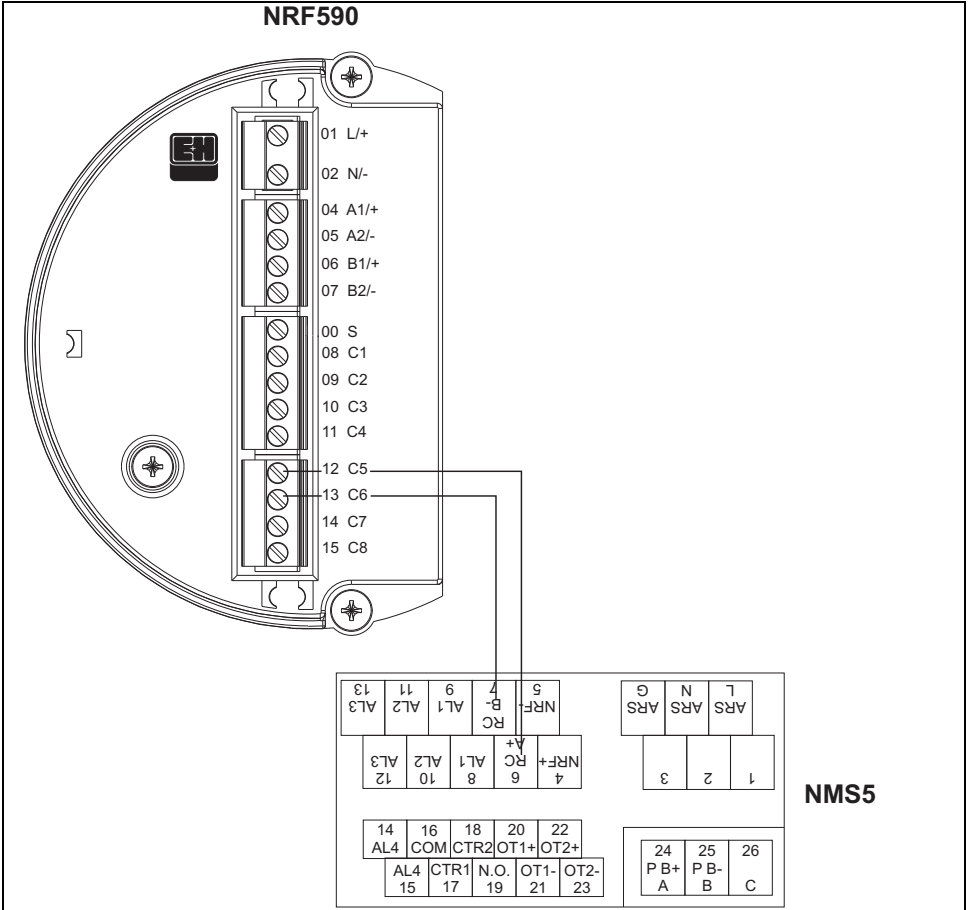 NRF590
E+H
01 L/+
02 N/-
04 A1/+
05 A2/-
06 B1/+
07 B2/-
00 S
08 C1
09 C2
10 C3
11 C4
12 C5
13 C6
14 C7
15 C8
13 11 9 7 5
AL3 AL2 AL1 RC B- NRF-
G N L
ARS ARS ARS
AL3 AL2 AL1 RC A+ NRF+
12 10 8 6 4
3 2 1
NMS5
14 16 18 20 22
AL4 COM CTR2 OT1+ OT2+
AL4 CTR1 N.O. OT1- OT2-
15 17 19 21 23
24 25 26
P B+ P B-
A B C